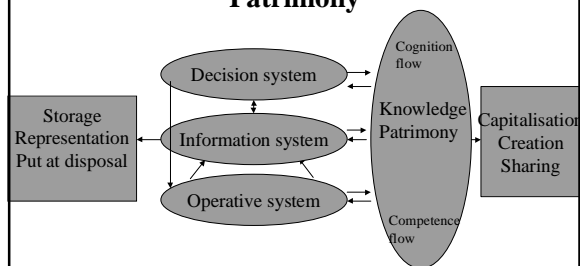 Patrimony
Cognition
flow
Decision system
Storage
Representation
Put at disposal
Knowledge
Patrimony
Information system
Capitalisation
Creation
Sharing
Operative system
Competence
flow